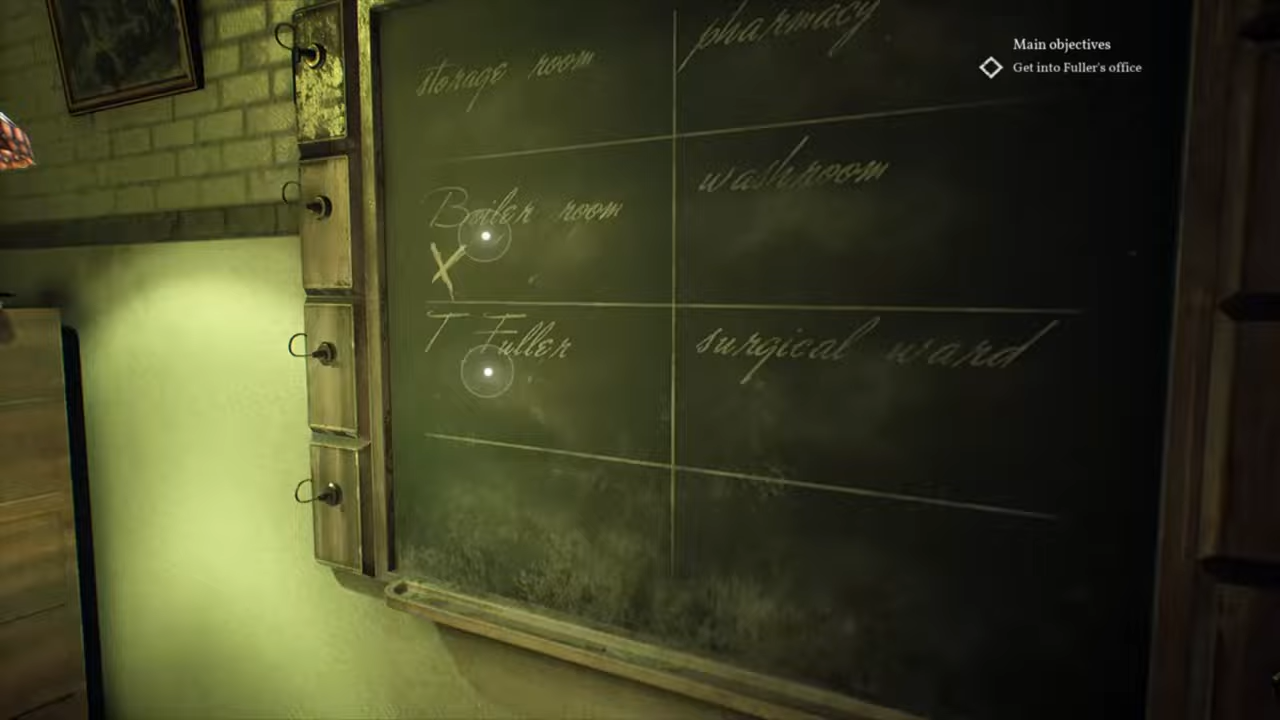 pharmacy
Main objectives
Get into Fuller's office
storage room
washroom
Boiler room
X
T Fuller
surgical ward